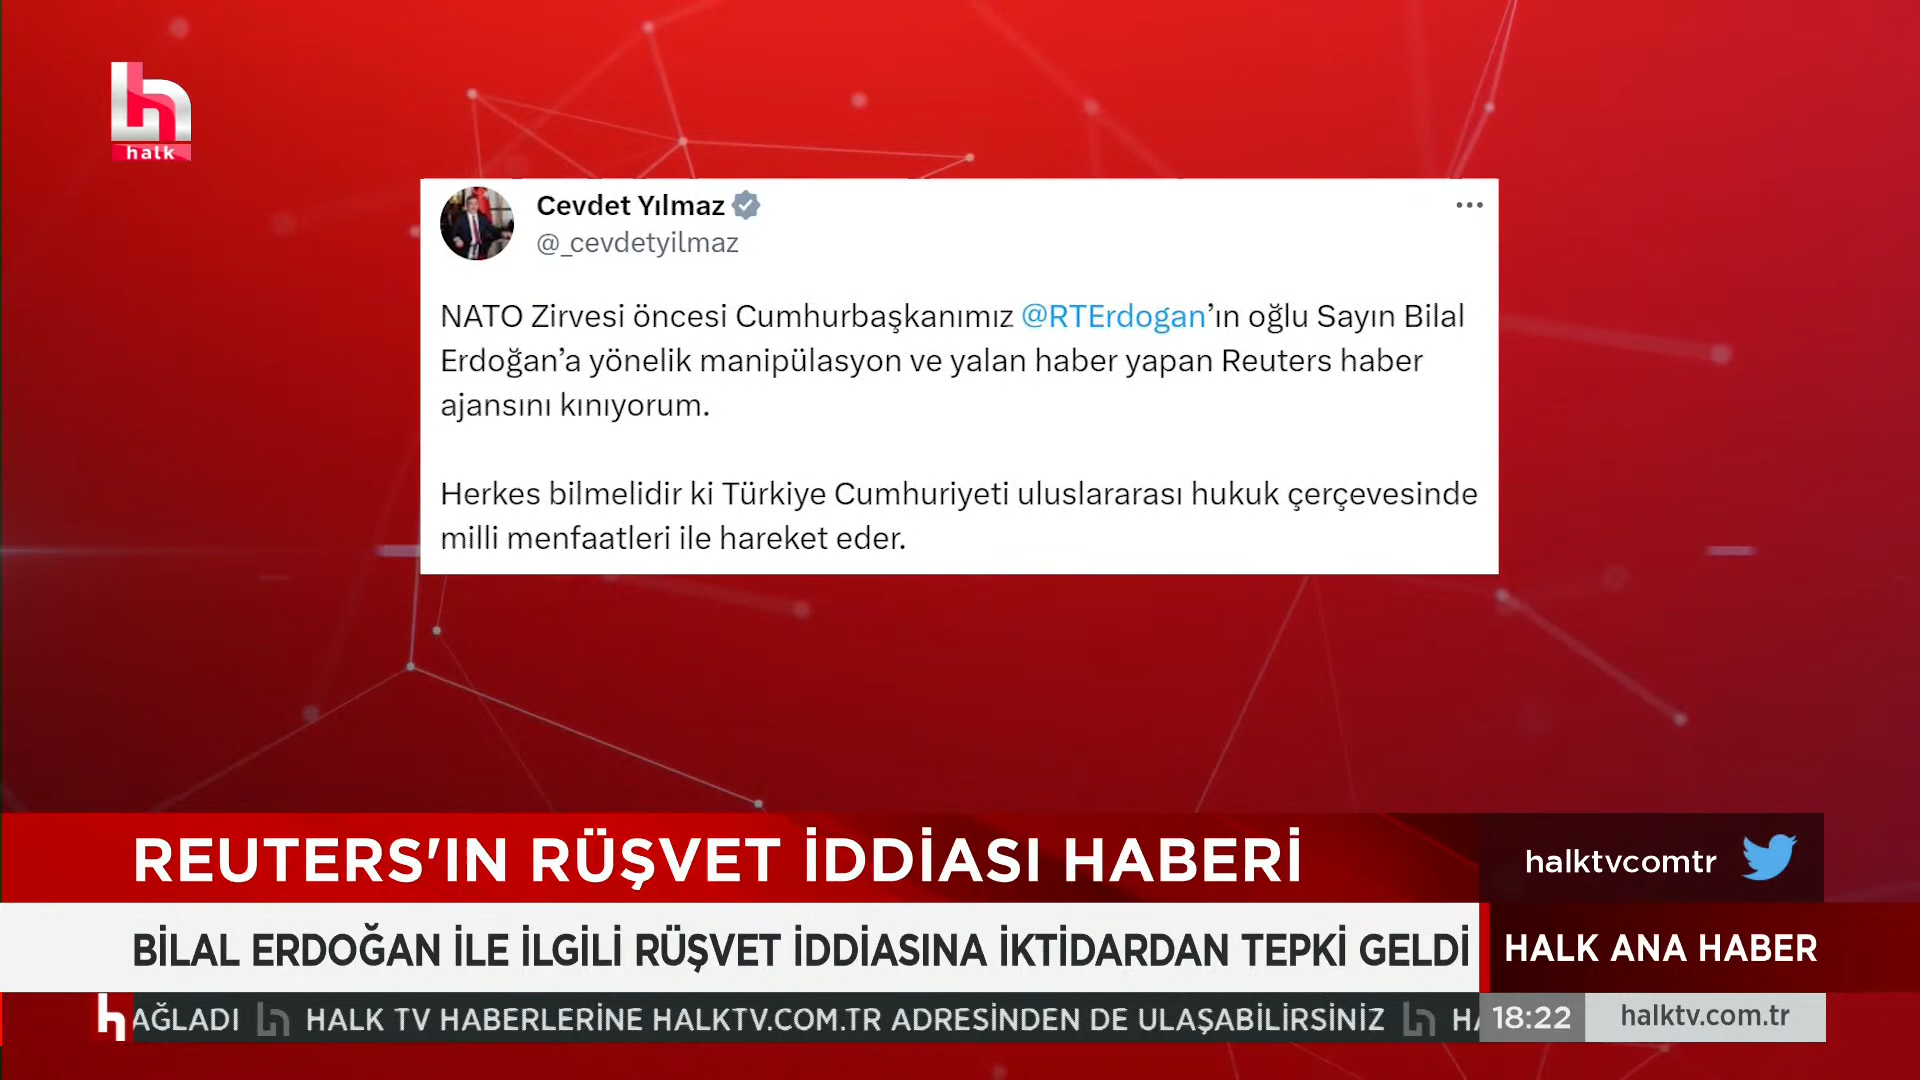 halk
Cevdet Yılmaz
@_cevdetyilmaz
NATO Zirvesi öncesi Cumhurbaşkanımız @RTErdogan’ın oğlu Sayın Bilal
Erdoğan’a yönelik manipülasyon ve yalan haber yapan Reuters haber
ajansını kınıyorum.
Herkes bilmelidir ki Türkiye Cumhuriyeti uluslararası hukuk çerçevesinde
milli menfaatleri ile hareket eder.
REUTERS'IN RÜŞVET İDDİASI HABERİ
halktvcomtr
BİLAL ERDOĞAN İLE İLGİLİ RÜŞVET İDDİASINA İKTİDARDAN TEPKİ GELDİ
HALK ANA HABER
AĞLADI HALK TV HABERLERİNE HALKTV.COM.TR ADRESİNDEN DE ULAŞABİLİRSİNİZ HA
18:22
halktv.com.tr